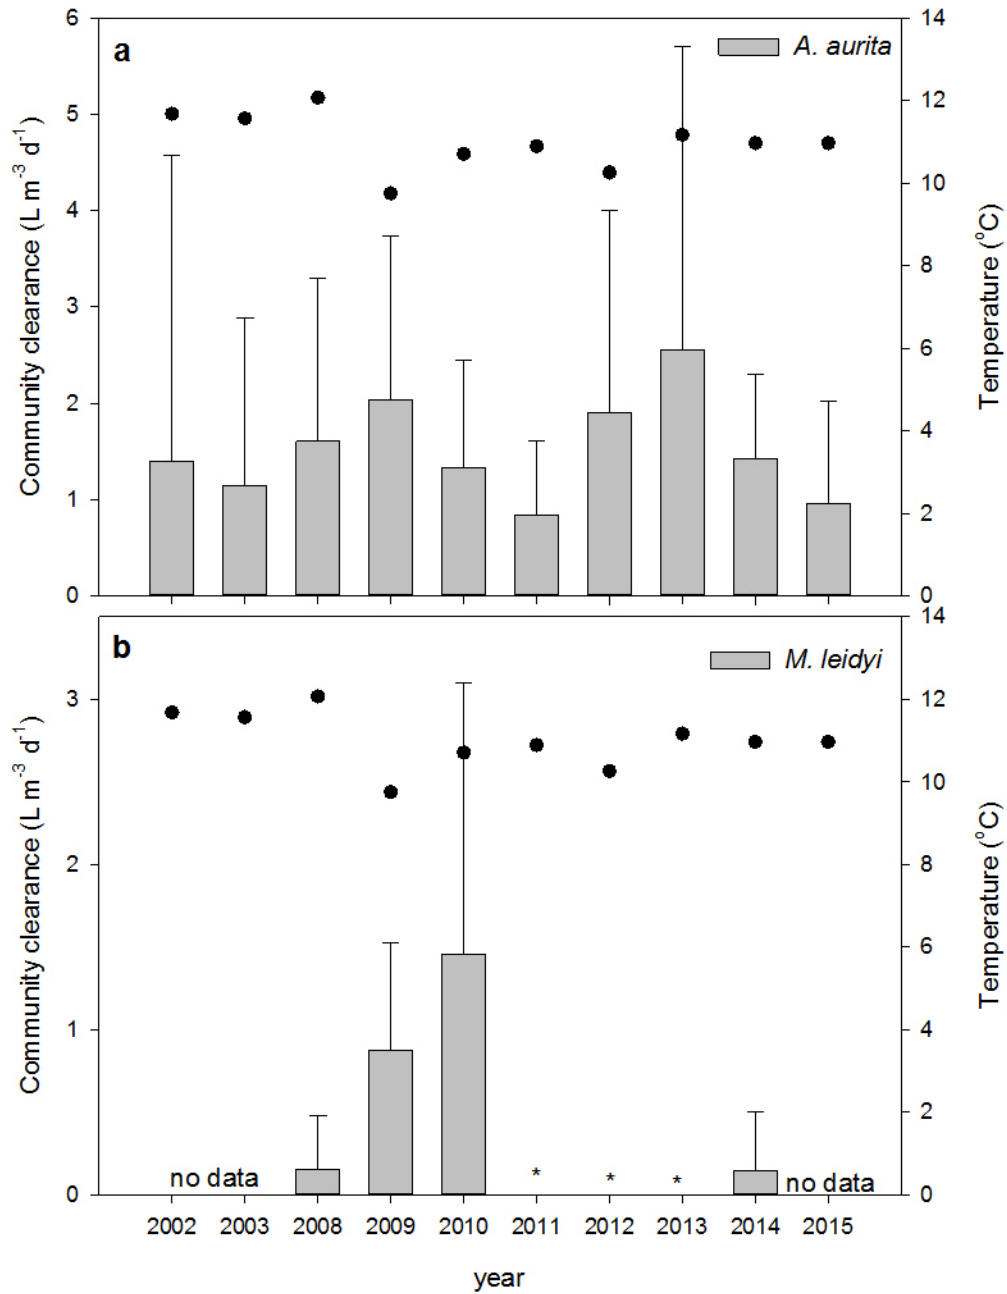 a
A. aurita
Community clearance (L m⁻³ d⁻¹)
6
5
4
3
2
1
0
14
12
10
8
6
4
2
0
Temperature (°C)
b
M. leidyi
Community clearance (L m⁻³ d⁻¹)
3
2
1
0
14
12
10
8
6
4
2
0
Temperature (°C)
no data
*
*
*
no data
2002 2003 2008 2009 2010 2011 2012 2013 2014 2015
year